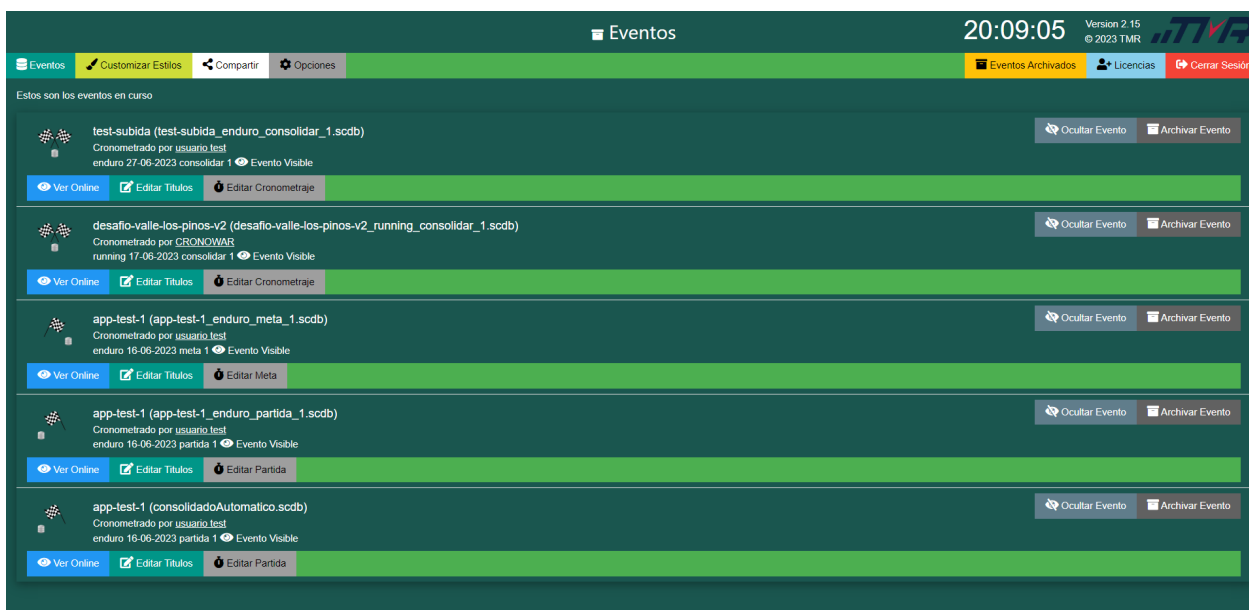 Eventos
20:09:05
Version 2.15
© 2023 TMR
TMR
Eventos
Customizar Estilos
Compartir
Opciones
Eventos Archivados
Licencias
Cerrar Sesión
Estos son los eventos en curso
test-subida (test-subida_enduro_consolidar_1.scdb)
Cronometrado por usuario test
enduro 27-06-2023 consolidar 1 Evento Visible
Ocultar Evento
Archivar Evento
Ver Online
Editar Titulos
Editar Cronometraje
desafio-valle-los-pinos-v2 (desafio-valle-los-pinos-v2_running_consolidar_1.scdb)
Cronometrado por CRONOWAR
running 17-06-2023 consolidar 1 Evento Visible
Ocultar Evento
Archivar Evento
Ver Online
Editar Titulos
Editar Cronometraje
app-test-1 (app-test-1_enduro_meta_1.scdb)
Cronometrado por usuario test
enduro 16-06-2023 meta 1 Evento Visible
Ocultar Evento
Archivar Evento
Ver Online
Editar Titulos
Editar Meta
app-test-1 (app-test-1_enduro_partida_1.scdb)
Cronometrado por usuario test
enduro 16-06-2023 partida 1 Evento Visible
Ocultar Evento
Archivar Evento
Ver Online
Editar Titulos
Editar Partida
app-test-1 (consolidadoAutomatico.scdb)
Cronometrado por usuario test
enduro 16-06-2023 partida 1 Evento Visible
Ocultar Evento
Archivar Evento
Ver Online
Editar Titulos
Editar Partida